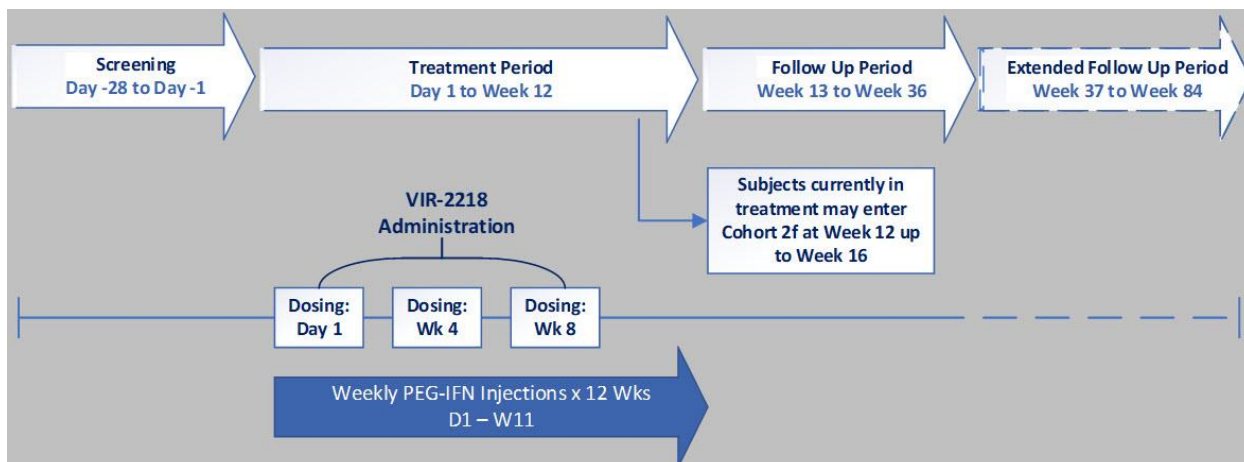 Screening
Day -28 to Day -1
Treatment Period
Day 1 to Week 12
Follow Up Period
Week 13 to Week 36
Extended Follow Up Period
Week 37 to Week 84
Subjects currently in
treatment may enter
Cohort 2f at Week 12 up
to Week 16
VIR-2218
Administration
Dosing:
Day 1
Dosing:
Wk 4
Dosing:
Wk 8
Weekly PEG-IFN Injections x 12 Wks
D1 – W11